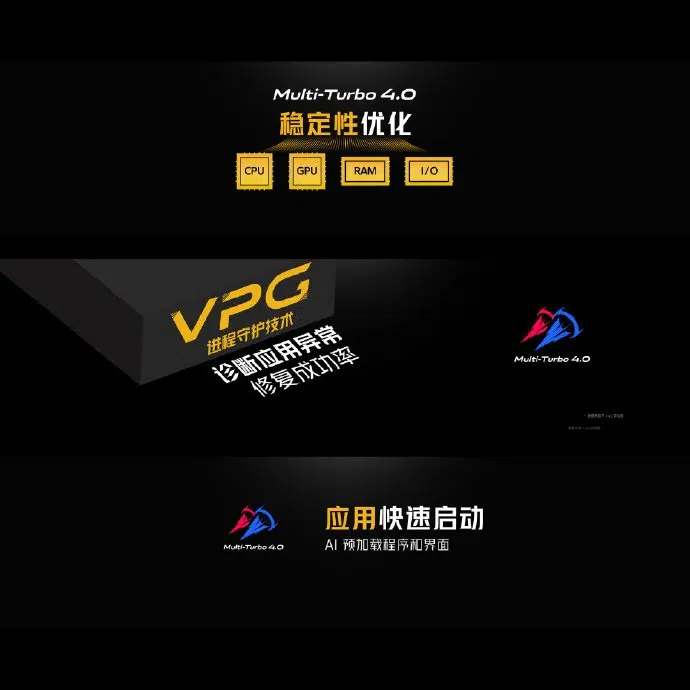 Multi-Turbo 4.0
稳定性优化
CPU
GPU
RAM
I/O
VPG
进程守护技术
诊断应用异常
修复成功率
Multi-Turbo 4.0
Multi-Turbo 4.0
应用快速启动
AI 预加载程序和界面